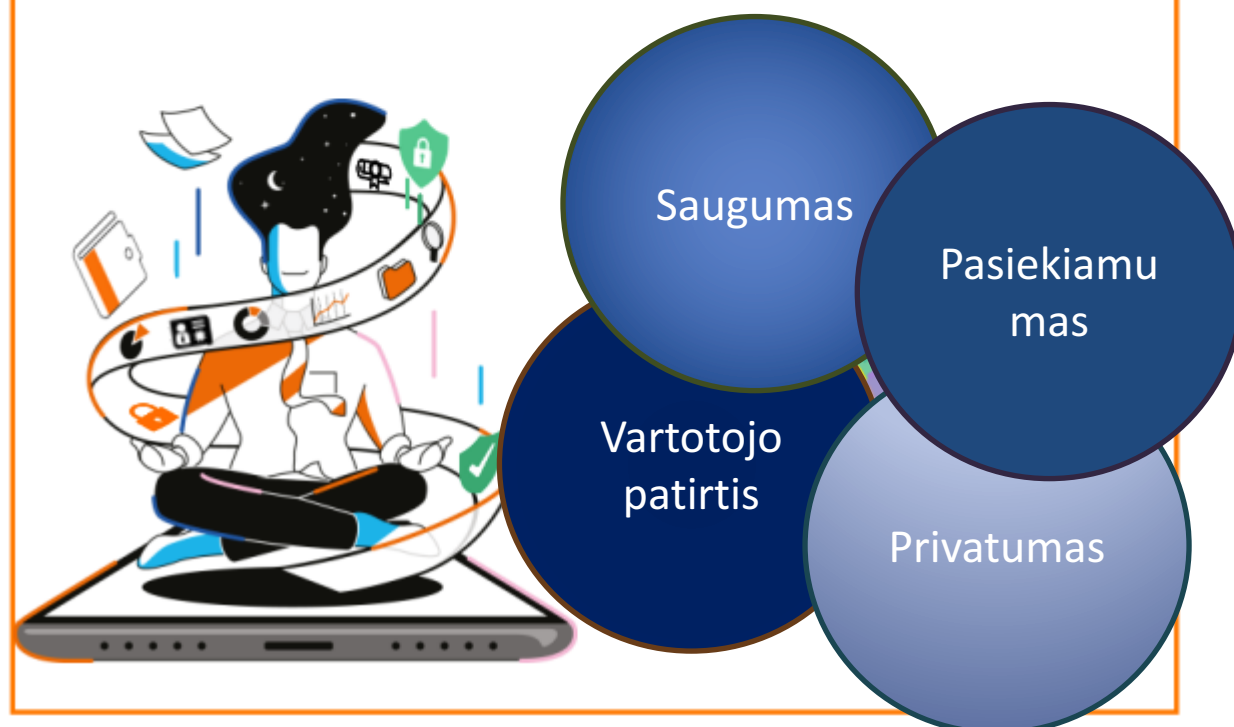 Saugumas
Pasiekiamu
mas
Vartotojo
patirtis
Privatumas